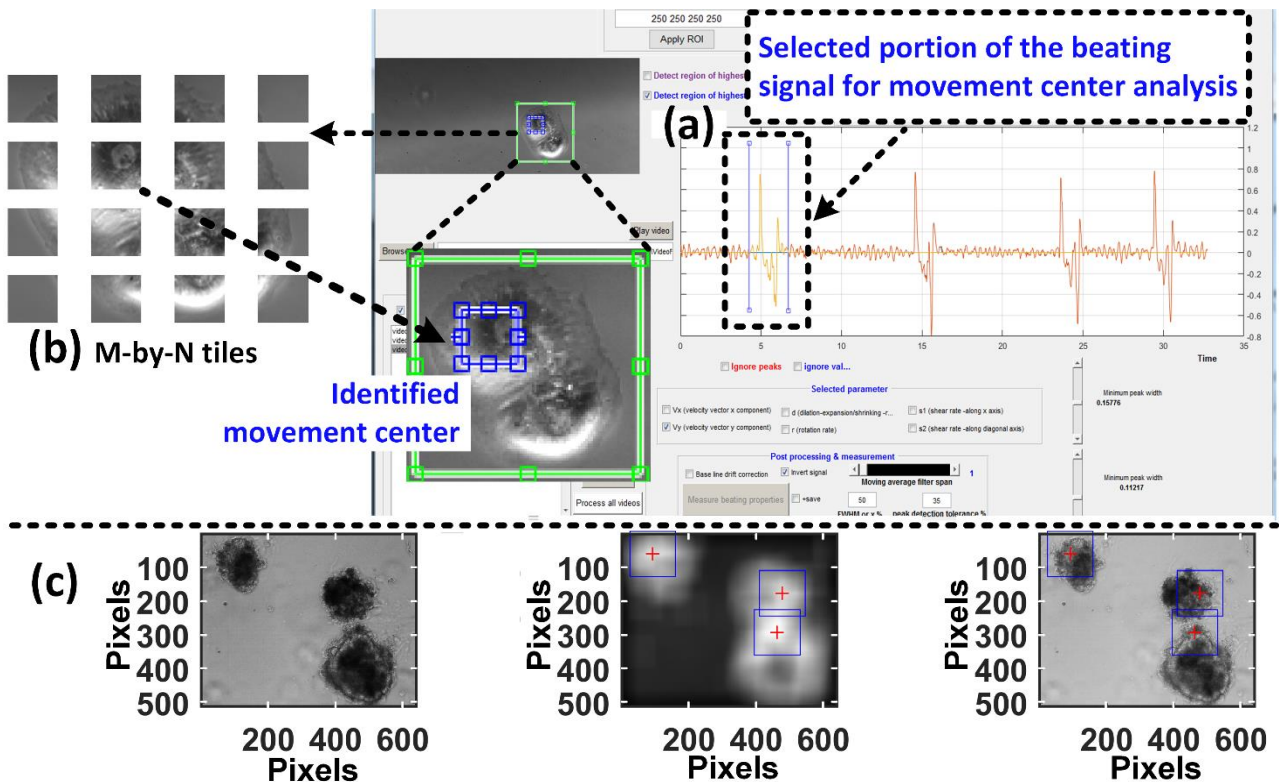 250 250 250 250
Apply ROI
Selected portion of the beating
signal for movement center analysis
Detect region of highes
Detect region of highes
(a)
1.2
1
0.8
0.6
0.4
0.2
0
-0.2
-0.4
-0.6
-0.8
0 5 10 15 20 25 30 35
Time
Play video
Browse
Video
video
video
video
(b) M-by-N tiles
Identified
movement center
Ignore peaks ignore val...
Selected parameter
Vx (velocity vector x component) d (dilation-expansion/shrinking -r... s1 (shear rate -along x axis)
Vy (velocity vector y component) r (rotation rate) s2 (shear rate -along diagonal axis)
Minimum peak width
0.15776
Post processing & measurement
Base line drift correction Invert signal 1
Moving average filter span
Measure beating properties +save 50 35
FWHM or x % peak detection tolerance %
Minimum peak width
0.11217
Process all videos
(c)
Pixels
100
200
300
400
500
200 400 600
Pixels
Pixels
100
200
300
400
500
200 400 600
Pixels
Pixels
100
200
300
400
500
200 400 600
Pixels